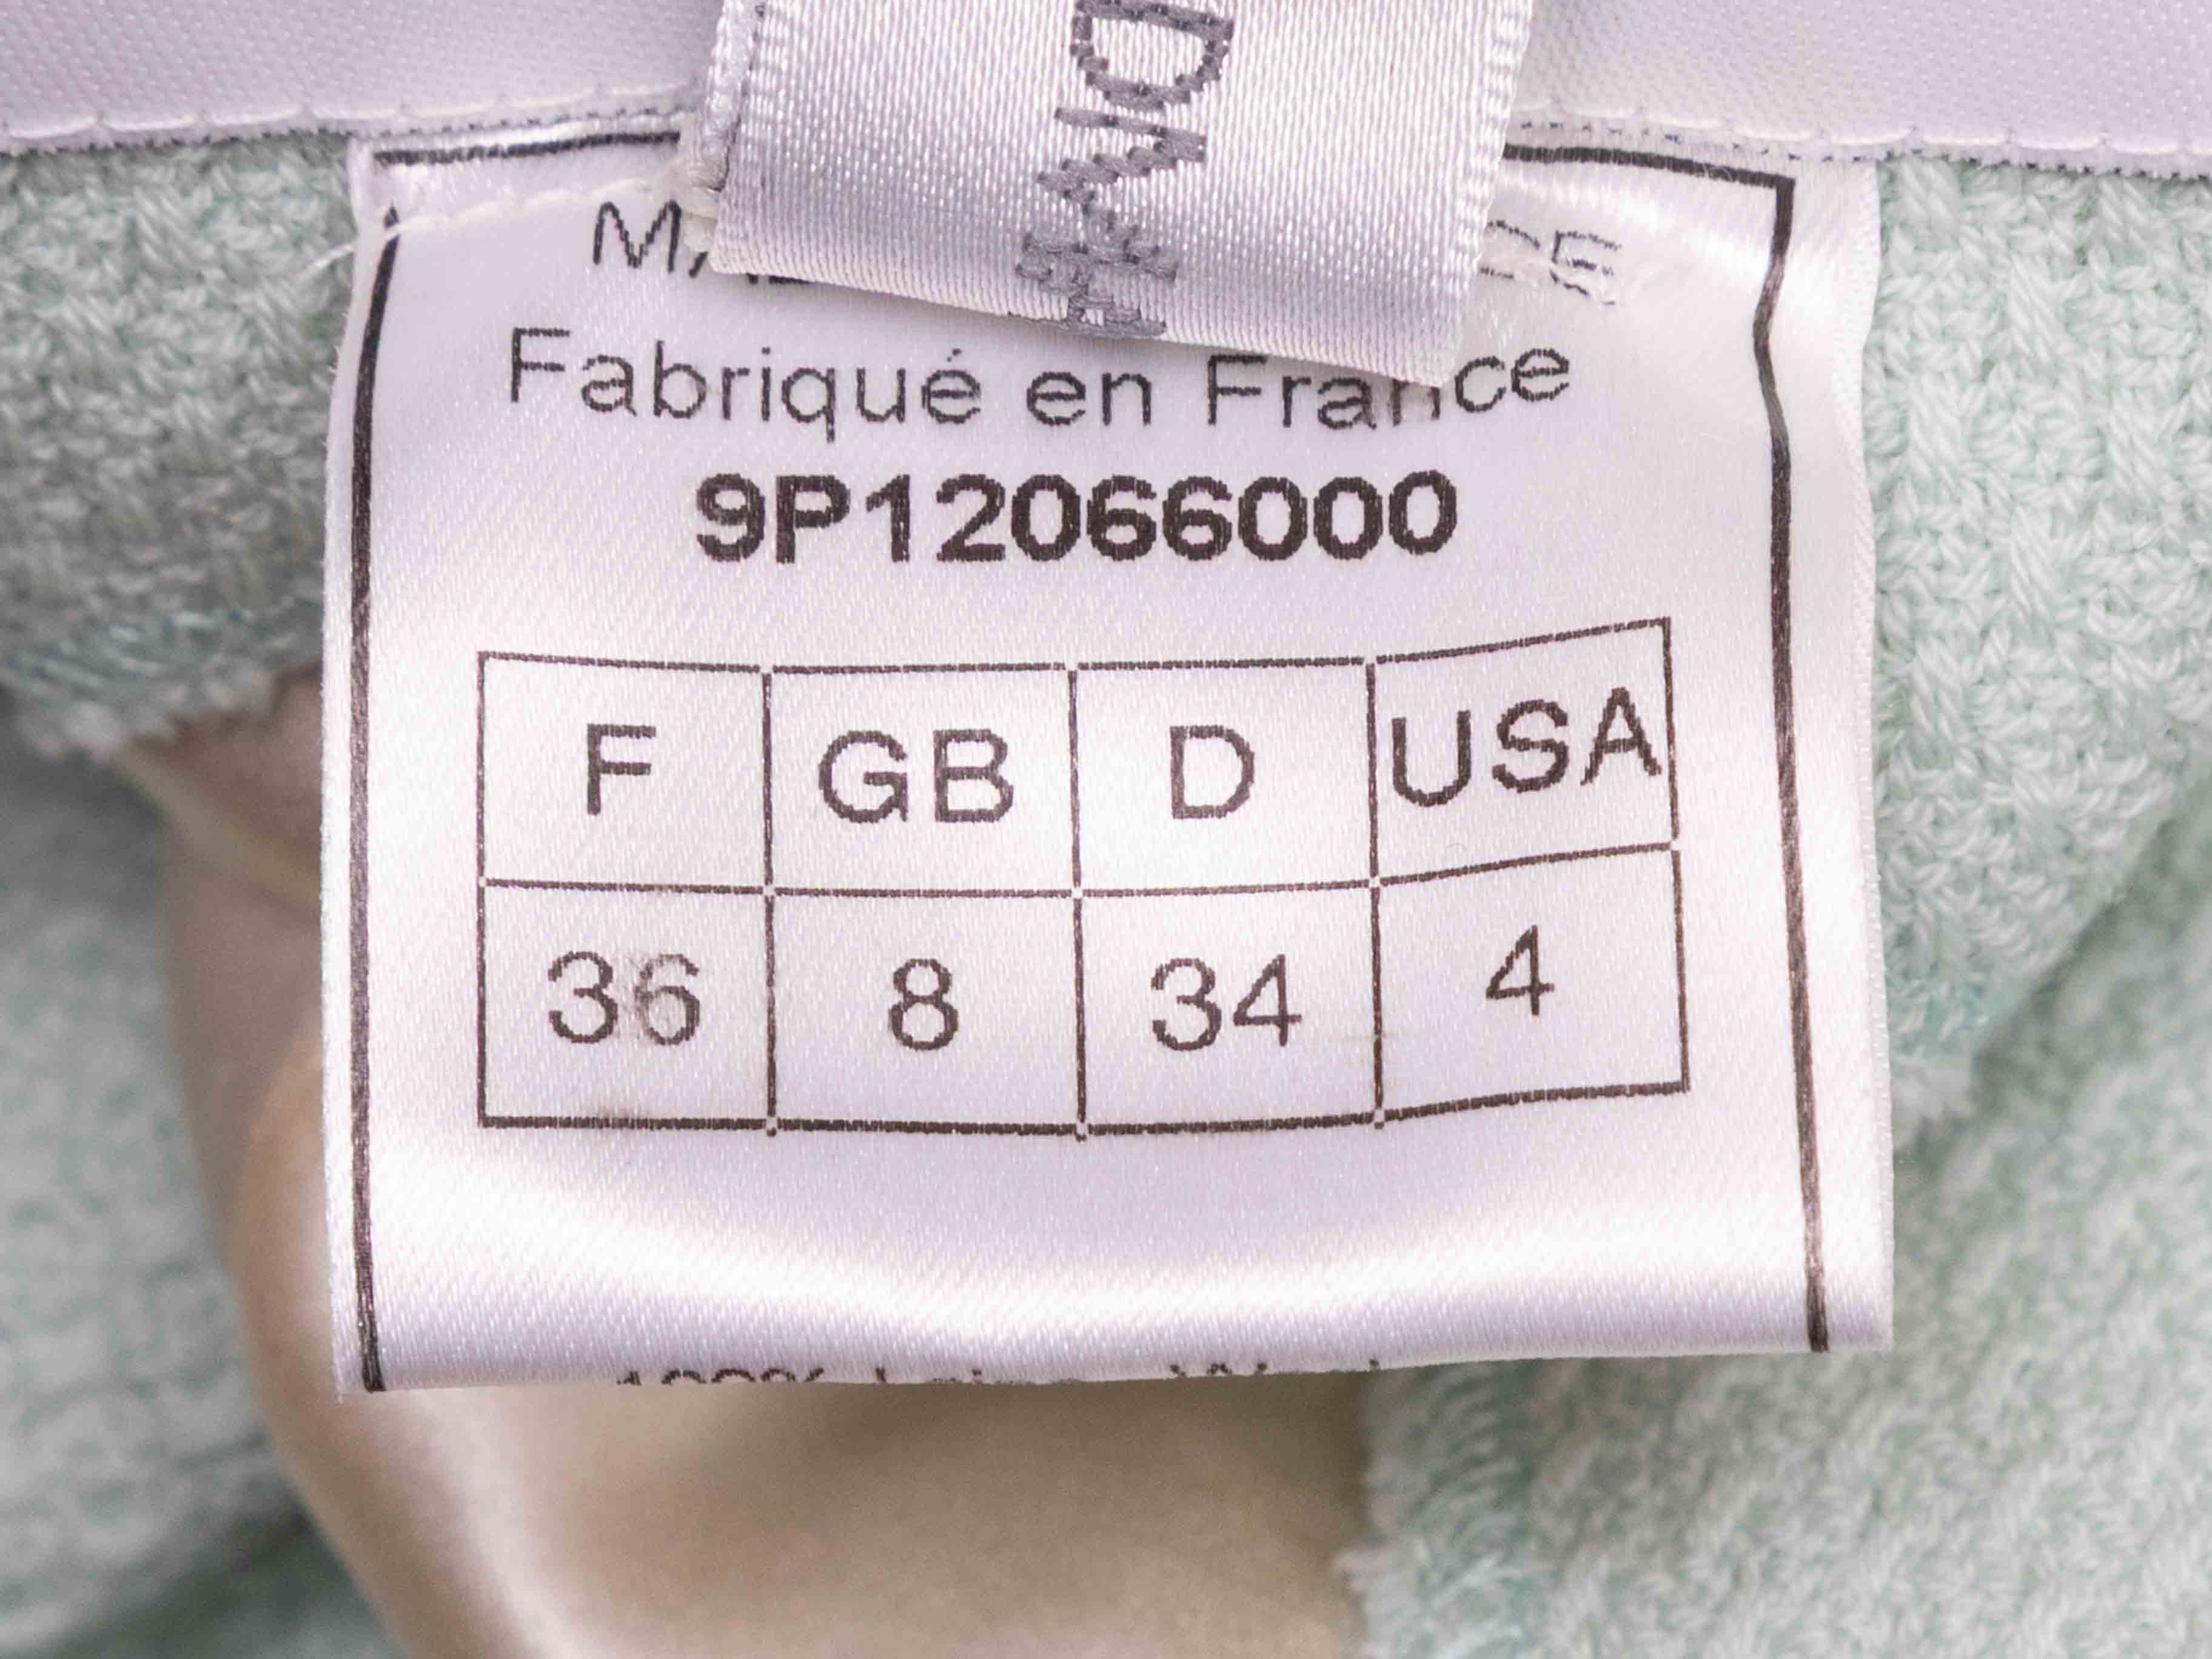 Fabriqué en France
9P12066000
F GB D USA
36 8 34 4